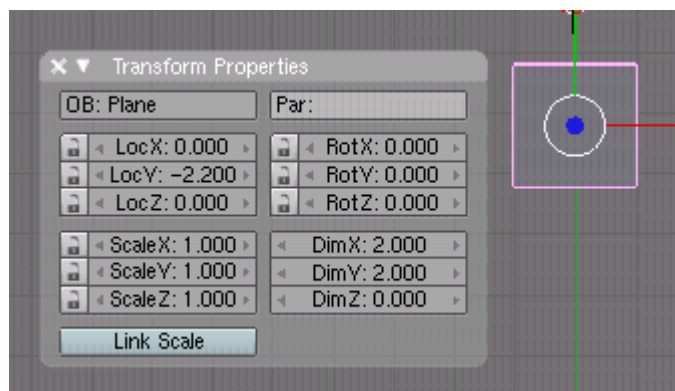 Transform Properties
OB: Plane
Par:
LocX: 0.000
RotX: 0.000
LocY: -2.200
RotY: 0.000
LocZ: 0.000
RotZ: 0.000
ScaleX: 1.000
DimX: 2.000
ScaleY: 1.000
DimY: 2.000
ScaleZ: 1.000
DimZ: 0.000
Link Scale